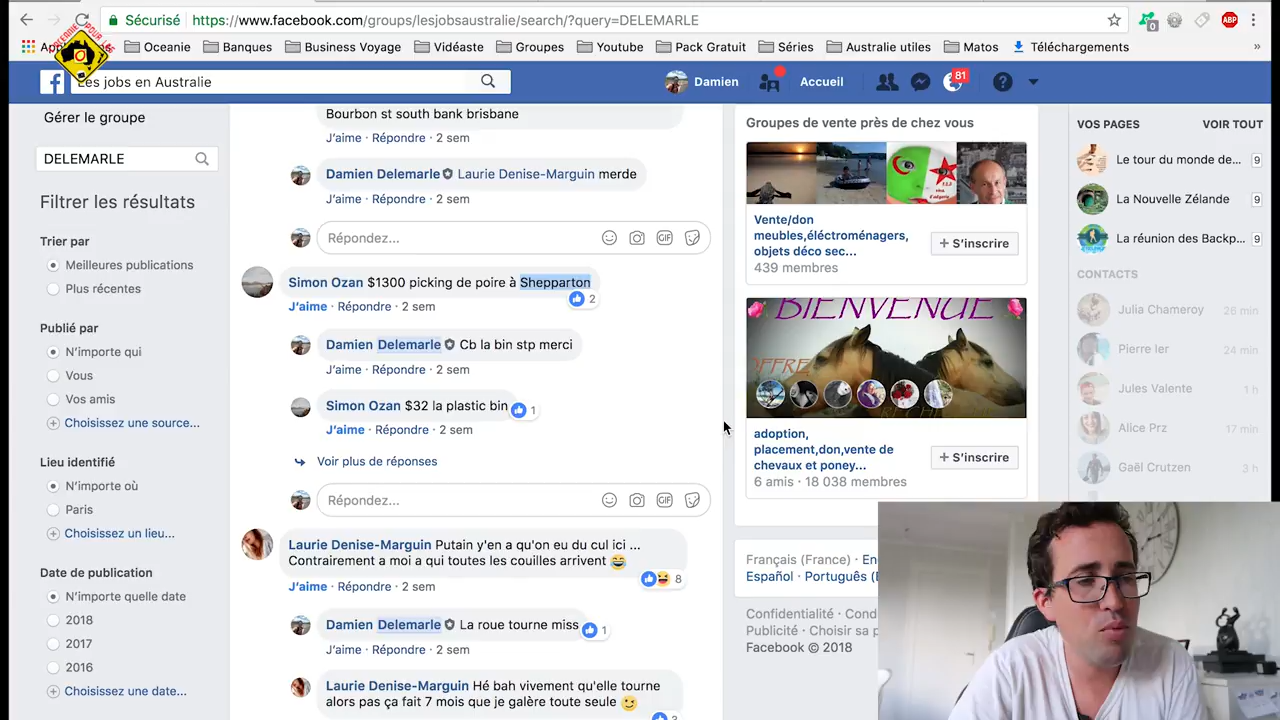 Sécurisé https://www.facebook.com/groups/lesjobsaustralie/search/?query=DELEMARLE
ABP
0
Oceanie Banques Business Voyage Vidéaste Groupes Youtube Pack Gratuit Séries Australie utiles Matos Téléchargements »
Les jobs en Australie
Damien Accueil 81
Gérer le groupe
DELEMARLE
Filtrer les résultats
Trier par
Meilleures publications
Plus récentes
Publié par
N'importe qui
Vous
Vos amis
Choisissez une source...
Lieu identifié
N'importe où
Paris
Choisissez un lieu...
Date de publication
N'importe quelle date
2018
2017
2016
Choisissez une date...
Bourbon st south bank brisbane
J'aime · Répondre · 2 sem
Damien Delemarle Laurie Denise-Marguin merde
J'aime · Répondre · 2 sem
Répondez... GIF
Simon Ozan $1300 picking de poire à Shepparton
2
J'aime · Répondre · 2 sem
Damien Delemarle Cb la bin stp merci
J'aime · Répondre · 2 sem
Simon Ozan $32 la plastic bin 1
J'aime · Répondre · 2 sem
Voir plus de réponses
Répondez... GIF
Laurie Denise-Marguin Putain y'en a qu'on eu du cul ici ...
Contrairement a moi a qui toutes les couilles arrivent
8
J'aime · Répondre · 2 sem
Damien Delemarle La roue tourne miss 1
J'aime · Répondre · 2 sem
Laurie Denise-Marguin Hé bah vivement qu'elle tourne
alors pas ça fait 7 mois que je galère toute seule
Groupes de vente près de chez vous
Vente/don
meubles,éléctroménagers,
objets déco sec...
439 membres
+ S'inscrire
BIENVENUE
adoption,
placement,don,vente de
chevaux et poney...
6 amis · 18 038 membres
+ S'inscrire
Français (France) ·
Español · Português
Confidentialité ·
Publicité · Choisir sa
Facebook © 2018
VOS PAGES VOIR TOUT
Le tour du monde de... 9
La Nouvelle Zélande 9
La réunion des Backp... 9
CONTACTS
Julia Chameroy 26 min
Pierre Ier 24 min
Jules Valente 1 h
Alice Prz 17 min
Gaël Crutzen 3 h